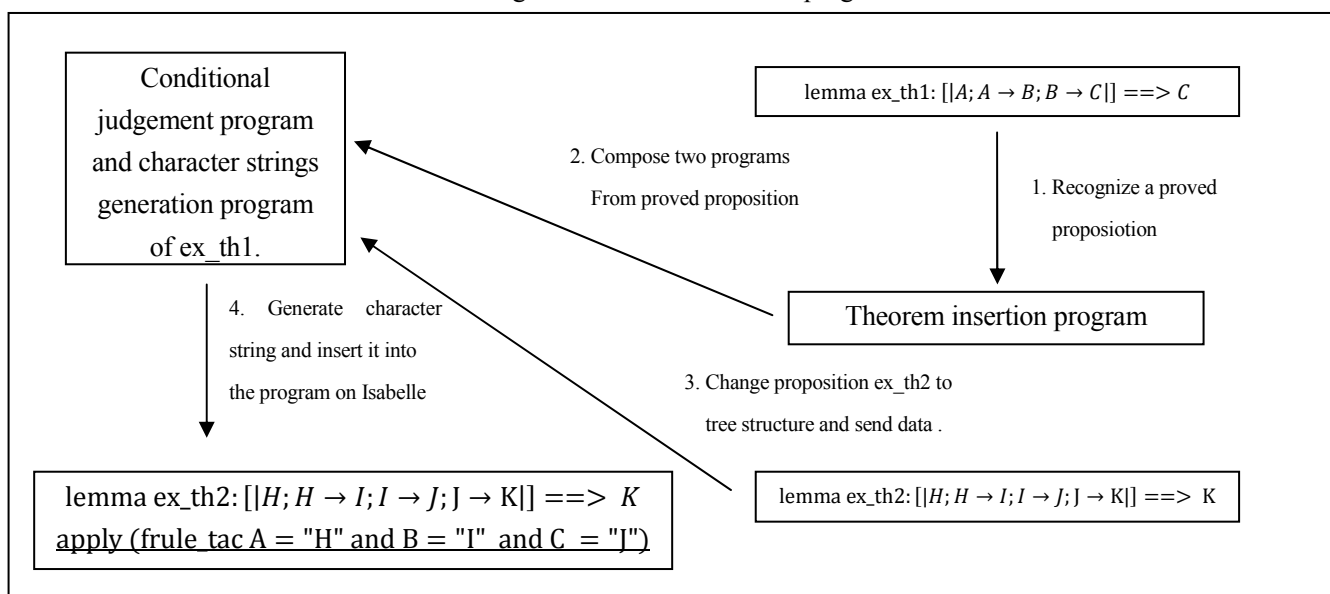 Conditional
judgement program
and character strings
generation program
of ex_th1.
lemma ex_th1: [|A; A → B; B → C|] ==> C
2. Compose two programs
From proved proposition
1. Recognize a proved
proposiotion
Theorem insertion program
4. Generate character
string and insert it into
the program on Isabelle
3. Change proposition ex_th2 to
tree structure and send data .
lemma ex_th2: [|H; H → I; I → J; J → K|] ==> K
apply (frule_tac A = "H" and B = "I" and C = "J")
lemma ex_th2: [|H; H → I; I → J; J → K|] ==> K